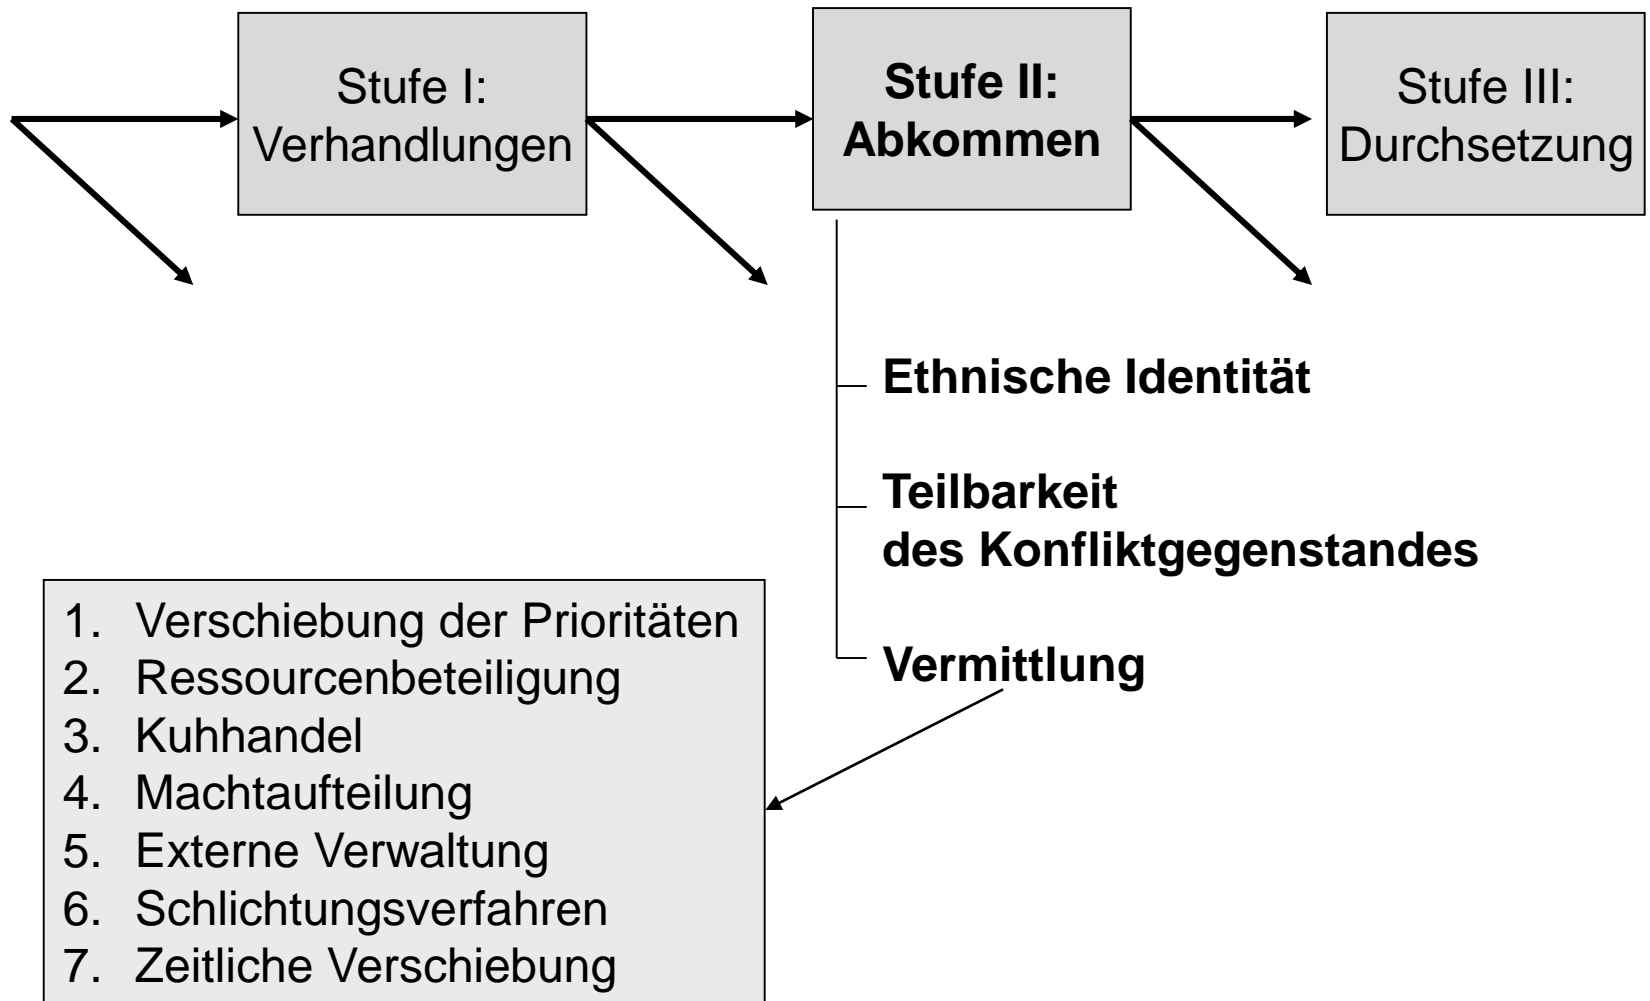 Stufe I:
Verhandlungen
Stufe II:
Abkommen
Stufe III:
Durchsetzung
Ethnische Identität
Teilbarkeit
des Konfliktgegenstandes
Vermittlung
1. Verschiebung der Prioritäten
2. Ressourcenbeteiligung
3. Kuhhandel
4. Machtaufteilung
5. Externe Verwaltung
6. Schlichtungsverfahren
7. Zeitliche Verschiebung